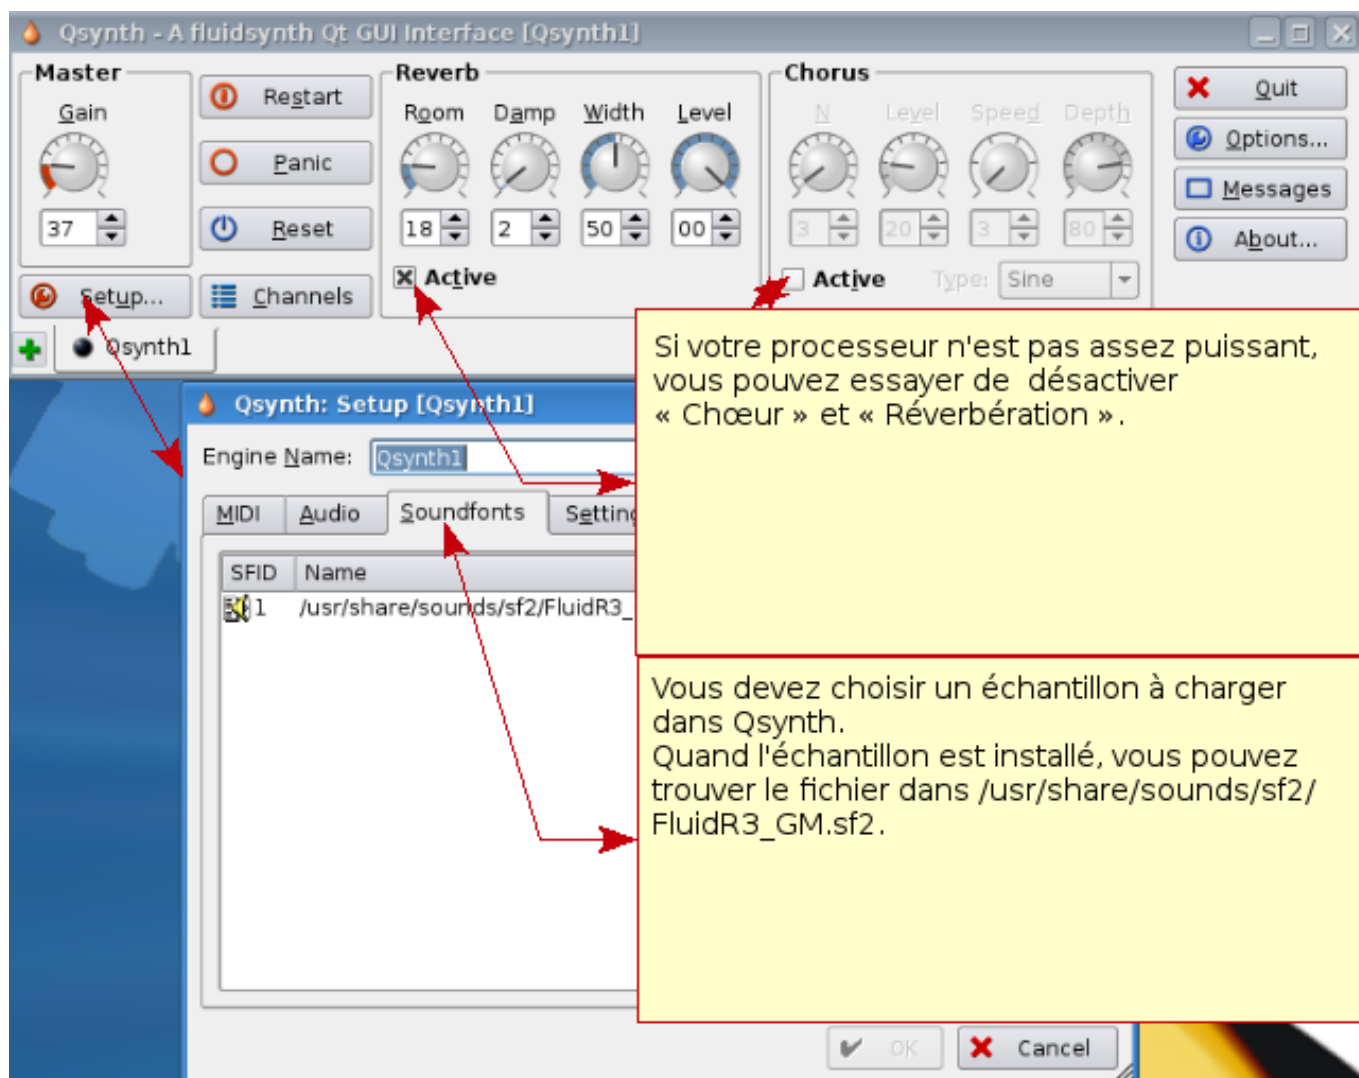 Qsynth - A fluidsynth Qt GUI Interface [Qsynth1]
Master
Reverb
Chorus
Gain
Restart
Room Damp Width Level
N Level Speed Depth
Quit
Panic
Options...
Messages
37
Reset
18 2 50 00
3 20 3 80
About...
Setup...
Channels
Active
Active Type: Sine
Qsynth1
Si votre processeur n'est pas assez puissant,
vous pouvez essayer de  désactiver
« Chœur » et « Réverbération ».
Qsynth: Setup [Qsynth1]
Engine Name: Qsynth1
MIDI Audio Soundfonts
SFID Name
1 /usr/share/sounds/sf2/FluidR3_
Vous devez choisir un échantillon à charger
dans Qsynth.
Quand l'échantillon est installé, vous pouvez
trouver le fichier dans /usr/share/sounds/sf2/
FluidR3_GM.sf2.
OK Cancel